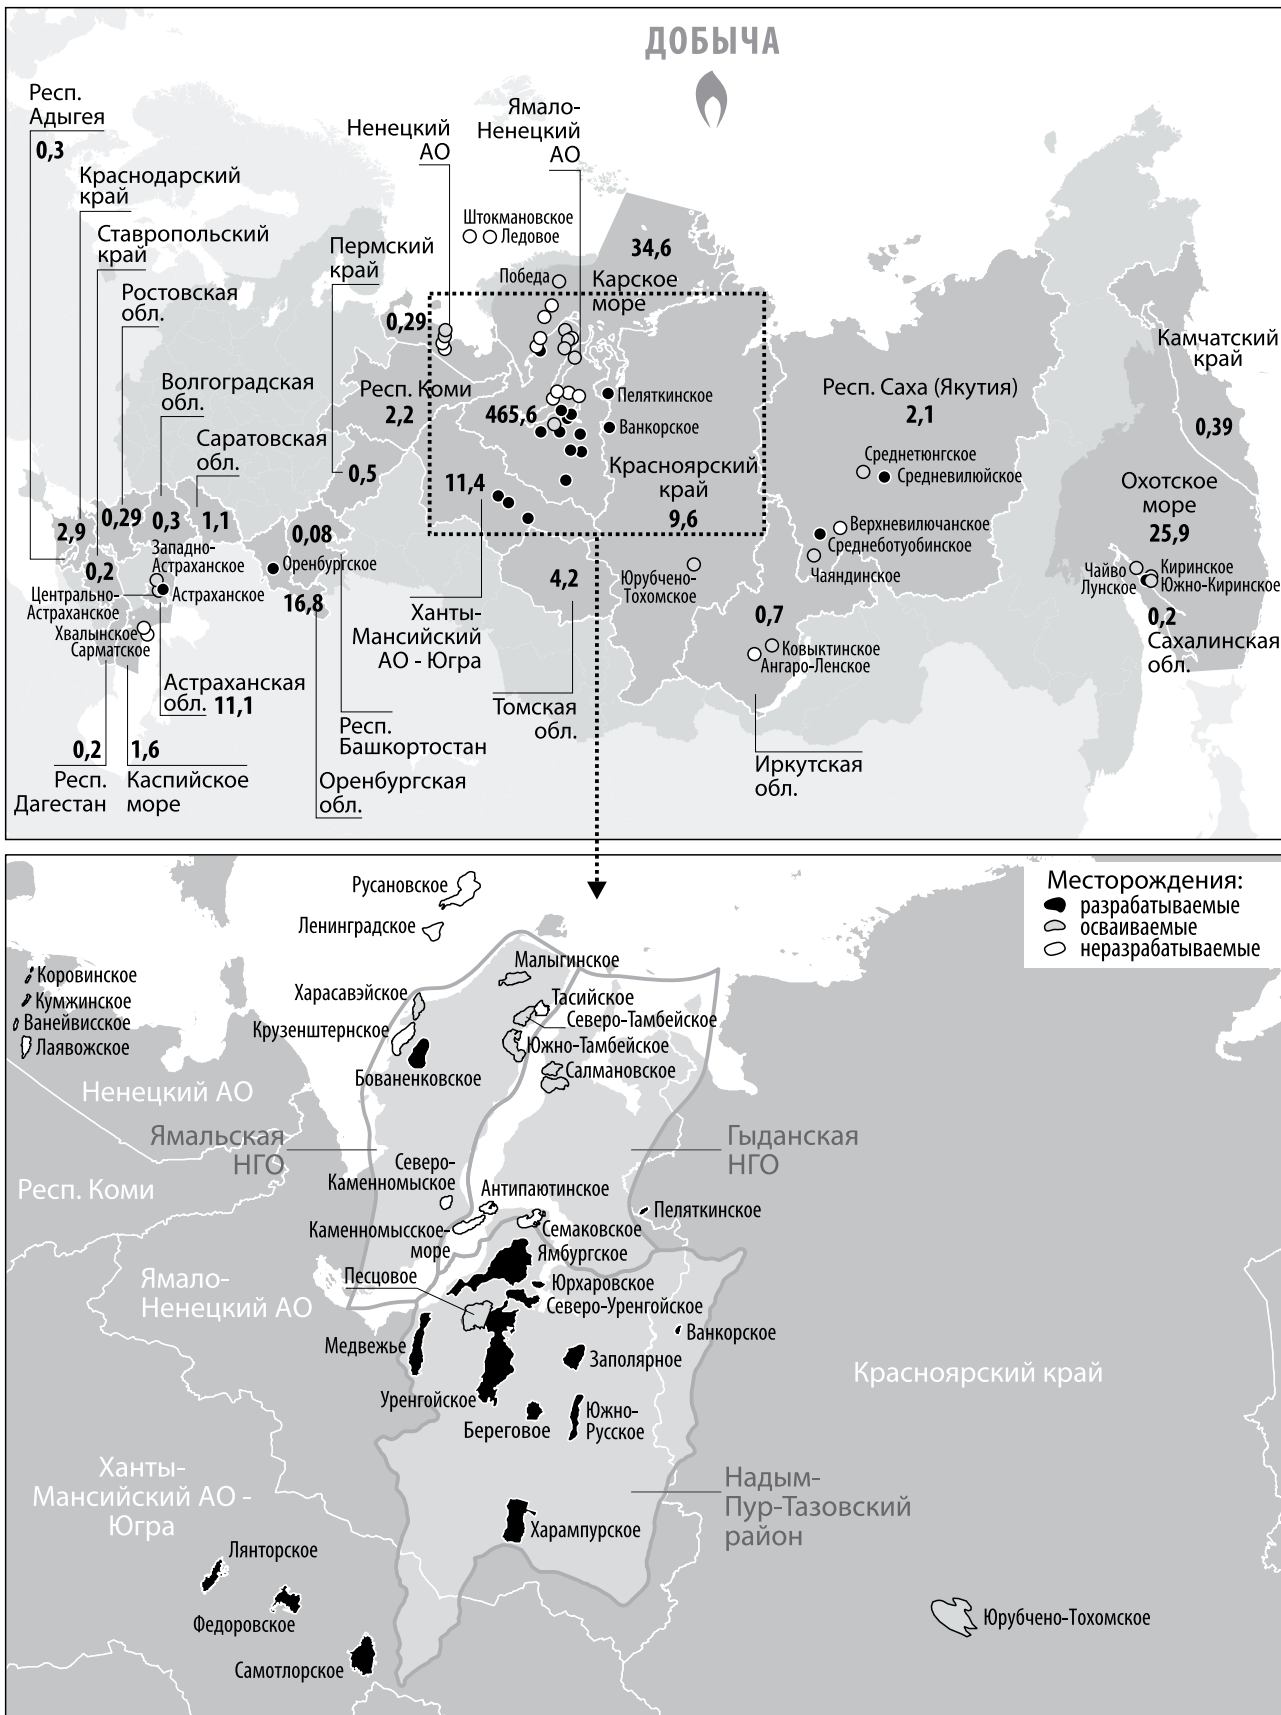 ДОБЫЧА
Респ.
Адыгея
0,3
Краснодарский
край
Ставропольский
край
Ростовская
обл.
Волгоградская
обл.
Саратовская
обл.
Пермский
край
Ненецкий
АО
Ямало-
Ненецкий
АО
Штокмановское
Ледовое
Победа
34,6
Карское
море
0,29
Респ. Коми
2,2
465,6
Пеляткинское
Ванкорское
Красноярский
край
9,6
11,4
0,5
Респ. Саха (Якутия)
2,1
Среднетюнгское
Средневилюйское
Верхневилючанское
Среднеботуобинское
Чаяндинское
Камчатский
край
0,39
Охотское
море
25,9
Чайво
Лунское
Киринское
Южно-Киринское
0,2
Сахалинская
обл.
2,9
0,29
0,3
1,1
0,08
0,2
Западно-
Астраханское
Центрально-
Астраханское
Астраханское
Хвалынское
Сарматское
Оренбургское
16,8
4,2
Юрубчено-
Тохомское
0,7
Ковыктинское
Ангаро-Ленское
Ханты-
Мансийский
АО - Югра
Астраханская
обл. 11,1
Томская
обл.
Респ.
Башкортостан
Оренбургская
обл.
Иркутская
обл.
0,2
Респ.
Дагестан
1,6
Каспийское
море
Месторождения:
разрабатываемые
осваиваемые
неразрабатываемые
Русановское
Ленинградское
Малыгинское
Харасавэйское
Тасийское
Северо-Тамбейское
Крузенштернское
Южно-Тамбейское
Салмановское
Бованенковское
Коровинское
Кумжинское
Ванейвисское
Лаявожское
Ненецкий АО
Ямальская
НГО
Гыданская
НГО
Респ. Коми
Северо-
Каменномыское
Антипаютинское
Пеляткинское
Каменномысское-
море
Семаковское
Ямбургское
Песцовое
Юрхаровское
Северо-Уренгойское
Ямало-
Ненецкий АО
Медвежье
Ванкорское
Заполярное
Красноярский край
Уренгойское
Береговое
Южно-
Русское
Ханты-
Мансийский АО -
Югра
Надым-
Пур-Тазовский
район
Харампурское
Лянторское
Федоровское
Самотлорское
Юрубчено-Тохомское